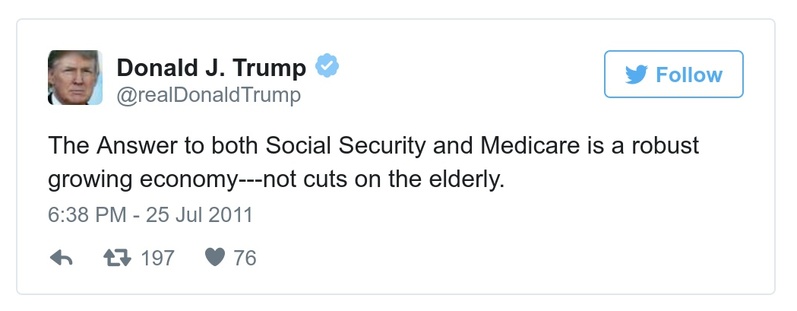 Donald J. Trump
@realDonaldTrump
Follow
The Answer to both Social Security and Medicare is a robust
growing economy---not cuts on the elderly.
6:38 PM - 25 Jul 2011
197 76